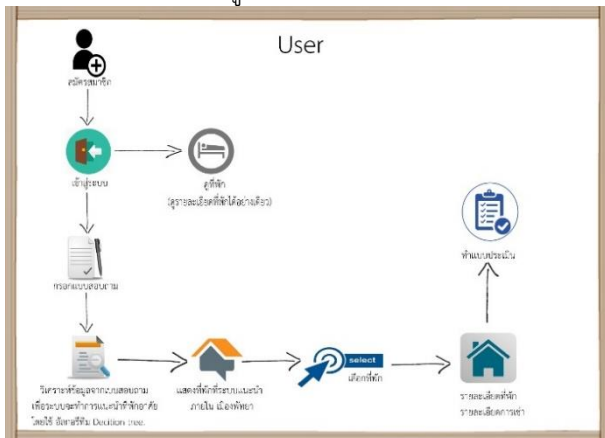 User
สมัครสมาชิก
เข้าสู่ระบบ
ดูที่พัก
(ดูรายละเอียดที่พักได้อย่างเดียว)
กรอกแบบสอบถาม
ทำแบบประเมิน
วิเคราะห์ข้อมูลจากแบบสอบถาม
เพื่อระบบจะทำการแนะนำที่พักอาศัย
โดยใช้ อัลกอริทึม Decition tree.
แสดงที่พักที่ระบบแนะนำ
ภายใน เมืองพัทยา
select
เลือกที่พัก
รายละเอียดที่พัก
รายละเอียดการเช่า